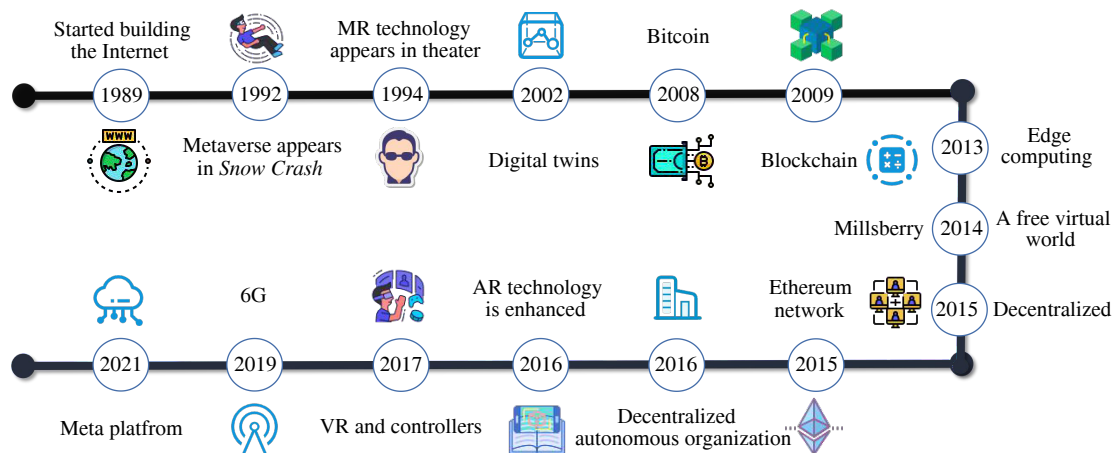 Started building
the Internet
MR technology
appears in theater
Bitcoin
1989
1992
1994
2002
2008
2009
WWW
Metaverse appears
in Snow Crash
Digital twins
Blockchain
2013
Edge
computing
Millsberry
2014
A free virtual
world
6G
AR technology
is enhanced
Ethereum
network
2015
Decentralized
2021
2019
2017
2016
2016
2015
Meta platfrom
VR and controllers
Decentralized
autonomous organization